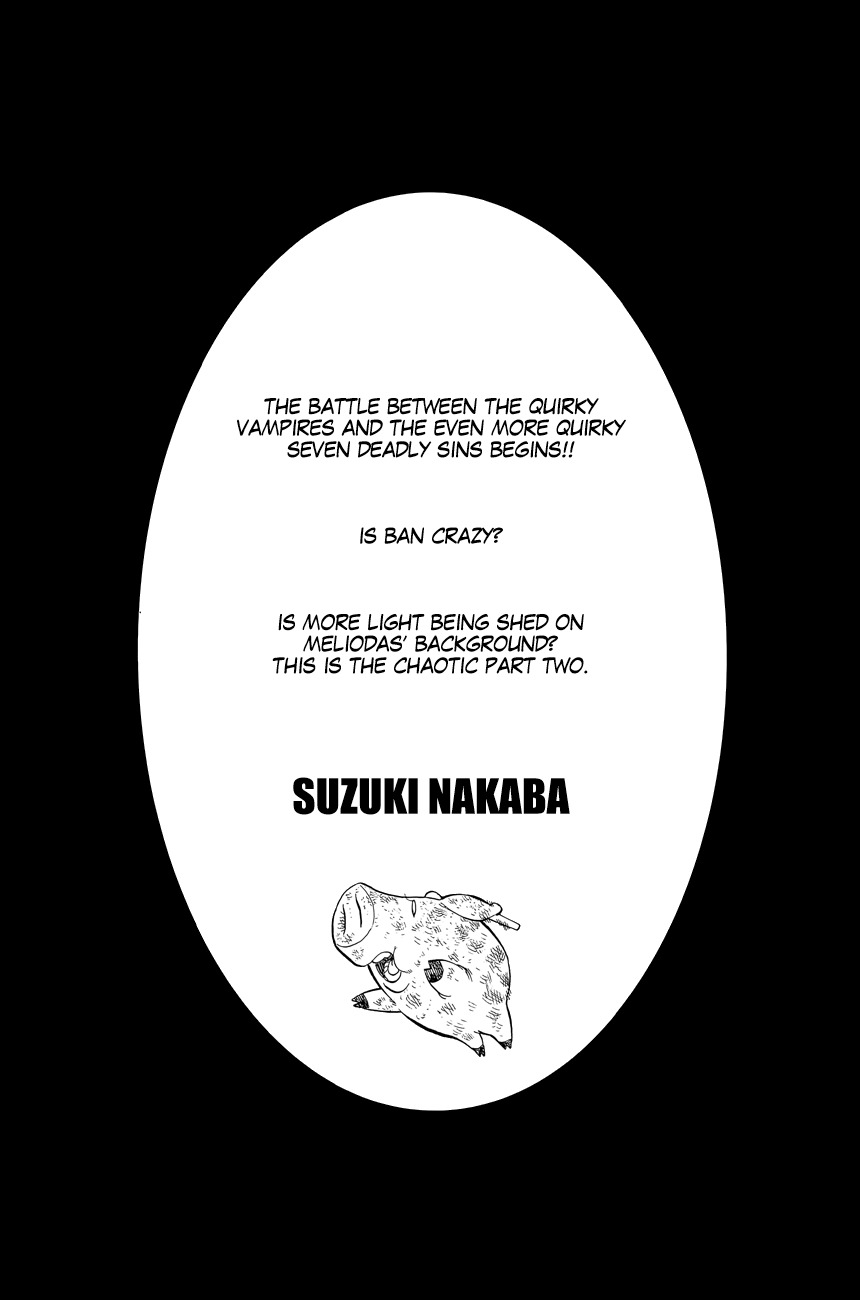 THE BATTLE BETWEEN THE QUIRKY
VAMPIRES AND THE EVEN MORE QUIRKY
SEVEN DEADLY SINS BEGINS!!
IS BAN CRAZY?
IS MORE LIGHT BEING SHED ON
MELIODAS' BACKGROUND?
THIS IS THE CHAOTIC PART TWO.
SUZUKI NAKABA